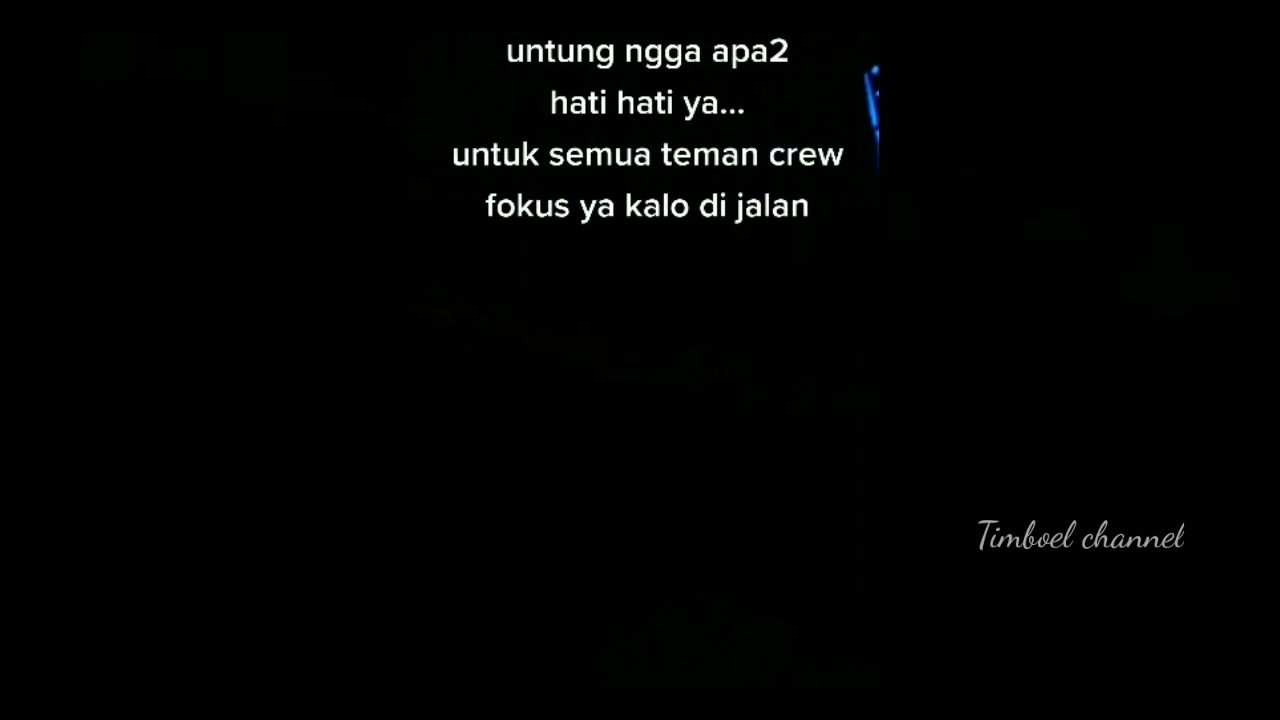 untung ngga apa2
hati hati ya...
untuk semua teman crew
fokus ya kalo di jalan
Timboel channel